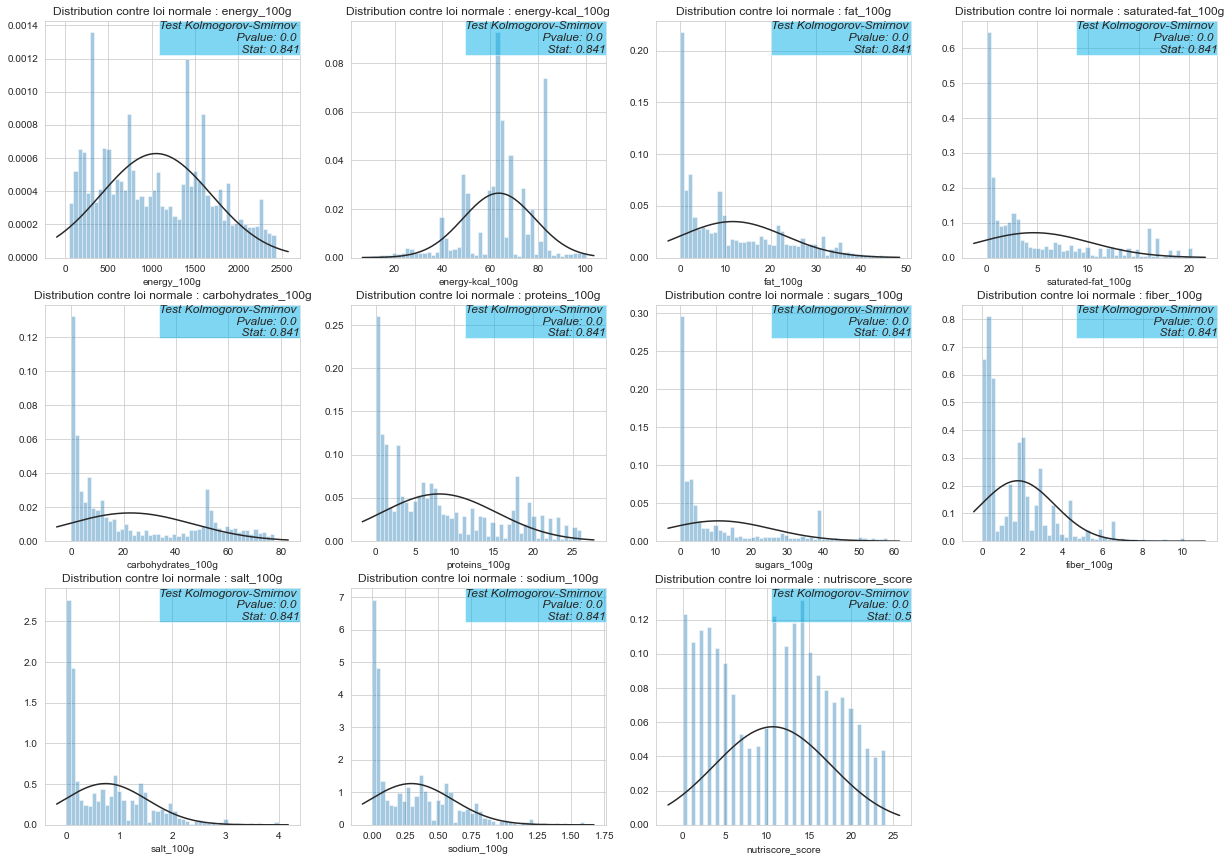 Distribution contre loi normale : energy_100g
Test Kolmogorov-Smirnov
Pvalue: 0.0
Stat: 0.841
0.0014
0.0012
0.0010
0.0008
0.0006
0.0004
0.0002
0.0000
0 500 1000 1500 2000 2500
energy_100g
Distribution contre loi normale : energy-kcal_100g
Test Kolmogorov-Smirnov
Pvalue: 0.0
Stat: 0.841
0.08
0.06
0.04
0.02
0.00
20 40 60 80 100
energy-kcal_100g
Distribution contre loi normale : fat_100g
Test Kolmogorov-Smirnov
Pvalue: 0.0
Stat: 0.841
0.20
0.15
0.10
0.05
0.00
0 10 20 30 40 50
fat_100g
Distribution contre loi normale : saturated-fat_100g
Test Kolmogorov-Smirnov
Pvalue: 0.0
Stat: 0.841
0.6
0.5
0.4
0.3
0.2
0.1
0.0
0 5 10 15 20
saturated-fat_100g
Distribution contre loi normale : carbohydrates_100g
Test Kolmogorov-Smirnov
Pvalue: 0.0
Stat: 0.841
0.12
0.10
0.08
0.06
0.04
0.02
0.00
0 20 40 60 80
carbohydrates_100g
Distribution contre loi normale : proteins_100g
Test Kolmogorov-Smirnov
Pvalue: 0.0
Stat: 0.841
0.25
0.20
0.15
0.10
0.05
0.00
0 5 10 15 20 25
proteins_100g
Distribution contre loi normale : sugars_100g
Test Kolmogorov-Smirnov
Pvalue: 0.0
Stat: 0.841
0.30
0.25
0.20
0.15
0.10
0.05
0.00
0 10 20 30 40 50 60
sugars_100g
Distribution contre loi normale : fiber_100g
Test Kolmogorov-Smirnov
Pvalue: 0.0
Stat: 0.841
0.8
0.7
0.6
0.5
0.4
0.3
0.2
0.1
0.0
0 2 4 6 8 10
fiber_100g
Distribution contre loi normale : salt_100g
Test Kolmogorov-Smirnov
Pvalue: 0.0
Stat: 0.841
2.5
2.0
1.5
1.0
0.5
0.0
0 1 2 3 4
salt_100g
Distribution contre loi normale : sodium_100g
Test Kolmogorov-Smirnov
Pvalue: 0.0
Stat: 0.841
7
6
5
4
3
2
1
0
0.00 0.25 0.50 0.75 1.00 1.25 1.50 1.75
sodium_100g
Distribution contre loi normale : nutriscore_score
Test Kolmogorov-Smirnov
Pvalue: 0.0
Stat: 0.5
0.12
0.10
0.08
0.06
0.04
0.02
0.00
0 5 10 15 20 25
nutriscore_score